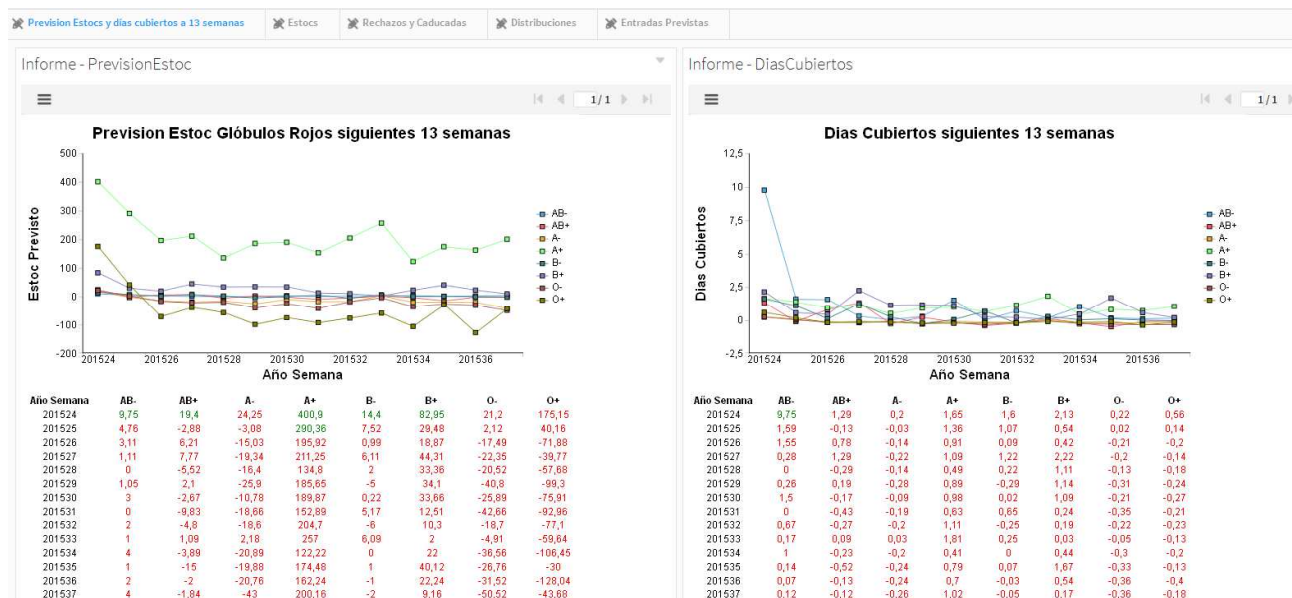 Prevision Estocs y días cubiertos a 13 semanas Estocs Rechazos y Caducadas Distribuciones Entradas Previstas
Informe - PrevisionEstoc
1/1
Prevision Estoc Glóbulos Rojos siguientes 13 semanas
500
400
300
200
100
0
-100
-200
Estoc Previsto
201524 201526 201528 201530 201532 201534 201536
Año Semana
AB-
AB+
A-
A+
B-
B+
O-
O+
Año Semana AB- AB+ A- A+ B- B+ O- O+
201524 9,75 19,4 24,25 400,9 14,4 82,95 21,2 175,15
201525 4,76 -2,88 -3,08 290,36 7,52 29,48 2,12 40,16
201526 3,11 6,21 -15,03 195,92 0,99 18,87 -17,49 -71,88
201527 1,11 7,77 -19,34 211,25 6,11 44,31 -22,35 -39,77
201528 0 -5,52 -16,4 134,8 2 33,36 -20,52 -57,68
201529 1,05 2,1 -25,9 185,65 -5 34,1 -40,8 -99,3
201530 3 -2,67 -10,78 189,87 0,22 33,66 -25,89 -75,91
201531 0 -9,83 -18,66 152,89 5,17 12,51 -42,66 -92,96
201532 2 -4,8 -18,6 204,7 -6 10,3 -18,7 -77,1
201533 1 1,09 2,18 257 6,09 2 -4,91 -59,64
201534 4 -3,89 -20,89 122,22 0 22 -36,56 -106,45
201535 1 -15 -19,88 174,48 1 40,12 -26,76 -30
201536 2 -2 -20,76 162,24 -1 22,24 -31,52 -128,04
201537 4 -1,84 -43 200,16 -2 9,16 -50,52 -43,68
Informe - DiasCubiertos
1/1
Dias Cubiertos siguientes 13 semanas
12,5
10
7,5
5
2,5
0
-2,5
Dias Cubiertos
201524 201526 201528 201530 201532 201534 201536
Año Semana
AB-
AB+
A-
A+
B-
B+
O-
O+
Año Semana AB- AB+ A- A+ B- B+ O- O+
201524 9,75 1,29 0,2 1,65 1,6 2,13 0,22 0,56
201525 1,59 -0,13 -0,03 1,36 1,07 0,54 0,02 0,14
201526 1,55 0,78 -0,14 0,91 0,09 0,42 -0,21 -0,2
201527 0,28 1,29 -0,22 1,09 1,22 2,22 -0,2 -0,14
201528 0 -0,29 -0,14 0,49 0,22 1,11 -0,13 -0,18
201529 0,26 0,19 -0,28 0,89 -0,29 1,14 -0,31 -0,24
201530 1,5 -0,17 -0,09 0,98 0,02 1,09 -0,21 -0,27
201531 0 -0,43 -0,19 0,63 0,65 0,24 -0,35 -0,21
201532 0,67 -0,27 -0,2 1,11 -0,25 0,19 -0,22 -0,23
201533 0,17 0,09 0,03 1,81 0,25 0,03 -0,05 -0,13
201534 1 -0,23 -0,2 0,41 0 0,44 -0,3 -0,2
201535 0,14 -0,52 -0,24 0,79 0,07 1,67 -0,33 -0,13
201536 0,07 -0,13 -0,24 0,7 -0,03 0,54 -0,36 -0,4
201537 0,12 -0,12 -0,26 1,02 -0,05 0,17 -0,36 -0,18